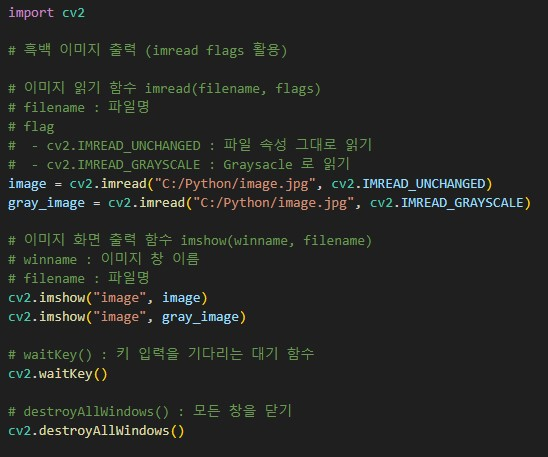 import cv2
# 흑백 이미지 출력 (imread flags 활용)
# 이미지 읽기 함수 imread(filename, flags)
# filename : 파일명
# flag
#  - cv2.IMREAD_UNCHANGED : 파일 속성 그대로 읽기
#  - cv2.IMREAD_GRAYSCALE : Graysacle 로 읽기
image = cv2.imread("C:/Python/image.jpg", cv2.IMREAD_UNCHANGED)
gray_image = cv2.imread("C:/Python/image.jpg", cv2.IMREAD_GRAYSCALE)
# 이미지 화면 출력 함수 imshow(winname, filename)
# winname : 이미지 창 이름
# filename : 파일명
cv2.imshow("image", image)
cv2.imshow("image", gray_image)
# waitKey() : 키 입력을 기다리는 대기 함수
cv2.waitKey()
# destroyAllWindows() : 모든 창을 닫기
cv2.destroyAllWindows()